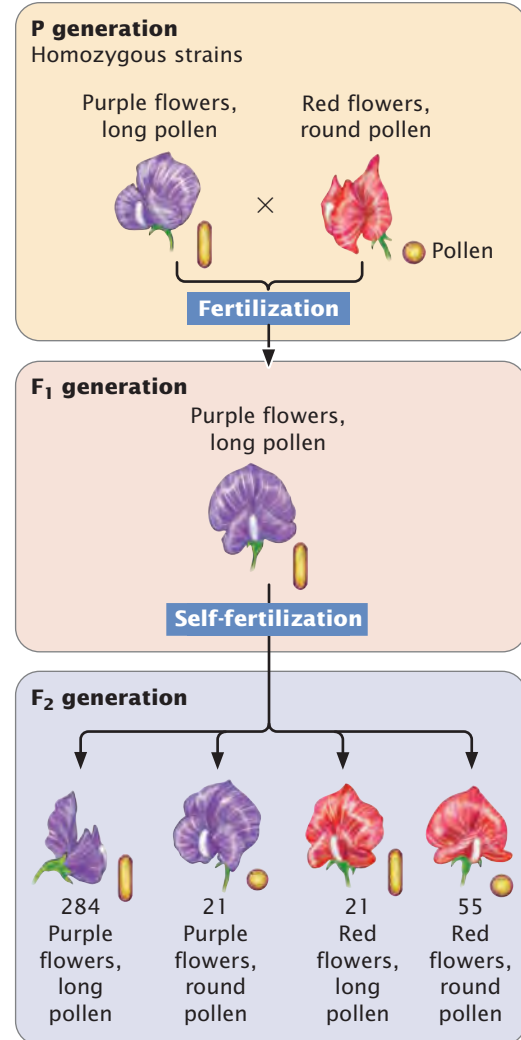 P generation
Homozygous strains
Purple flowers,
long pollen
Red flowers,
round pollen
×
Pollen
Fertilization
F₁ generation
Purple flowers,
long pollen
Self-fertilization
F₂ generation
284
Purple
flowers,
long
pollen
21
Purple
flowers,
round
pollen
21
Red
flowers,
long
pollen
55
Red
flowers,
round
pollen